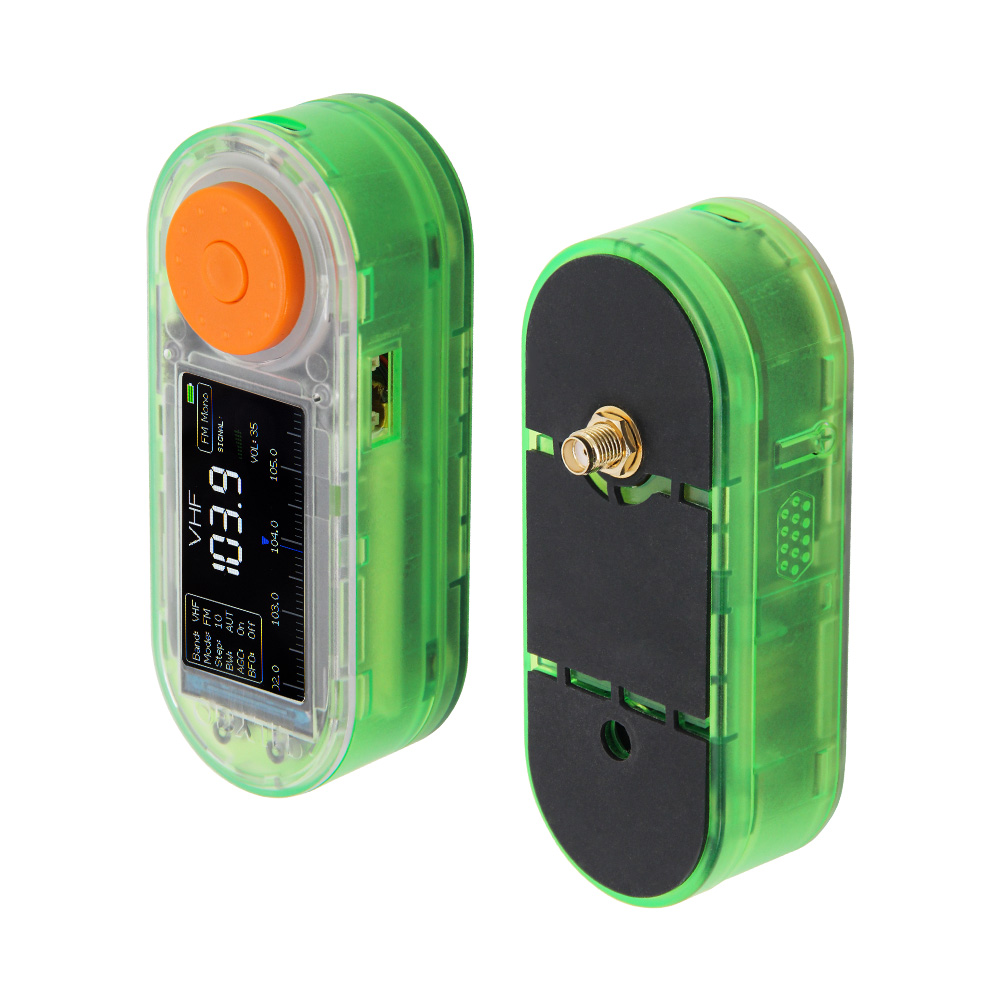 FM Mono
SIGNAL:
VOL: 35
VHF
103.9
Band: VHF
Mode: FM
Step: 10
BW: AUT
AGC: On
BFO: Off
02.0 103.0 104.0 105.0